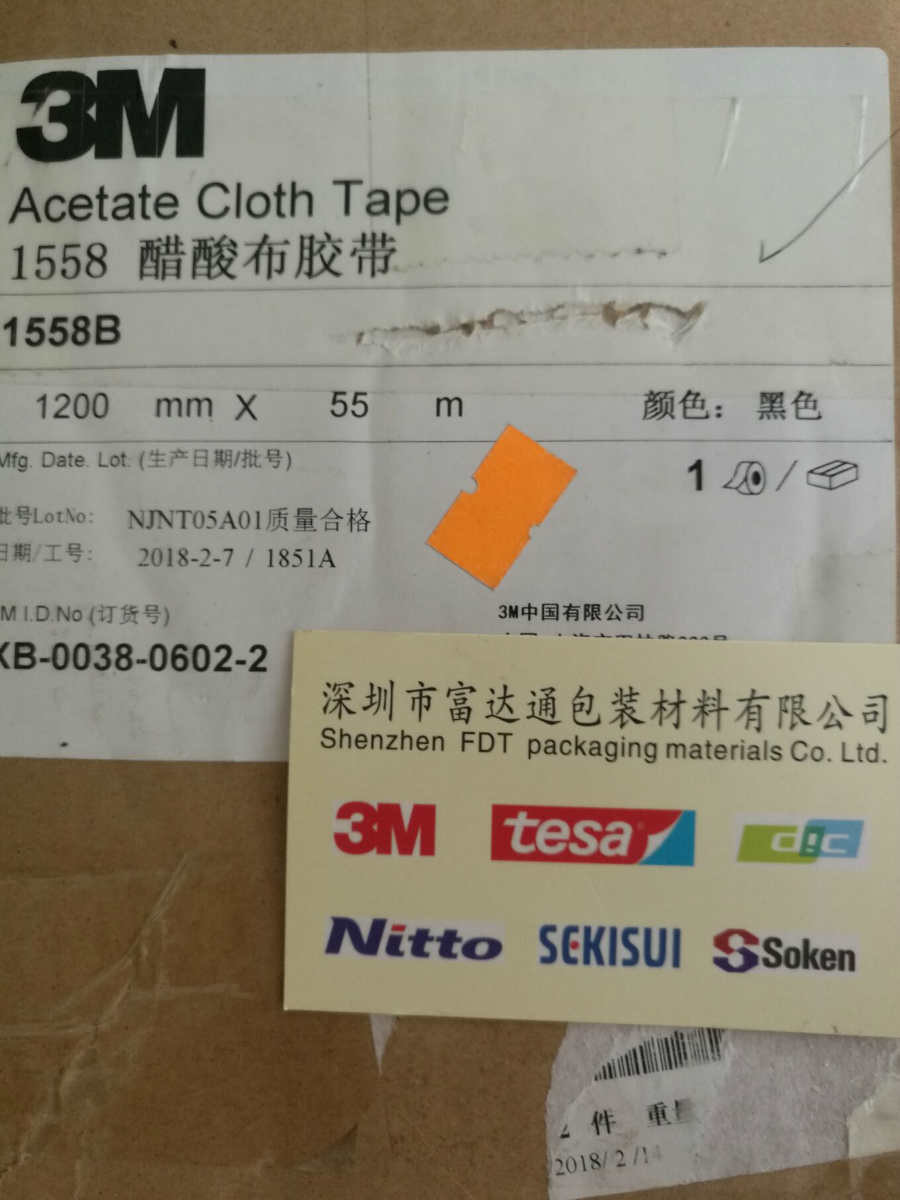 3M
Acetate Cloth Tape
1558 醋酸布胶带
1558B
1200 mm X 55 m 颜色： 黑色
Mfg. Date. Lot: (生产日期/批号)
1 /
批号LotNo: NJNT05A01质量合格
日期/工号: 2018-2-7 / 1851A
M I.D.No (订货号)
XB-0038-0602-2
3M中国有限公司
深圳市富达通包装材料有限公司
Shenzhen FDT packaging materials Co. Ltd.
3M tesa dic
Nitto SEKISUI Soken
件 重量
2018/ 2 /14